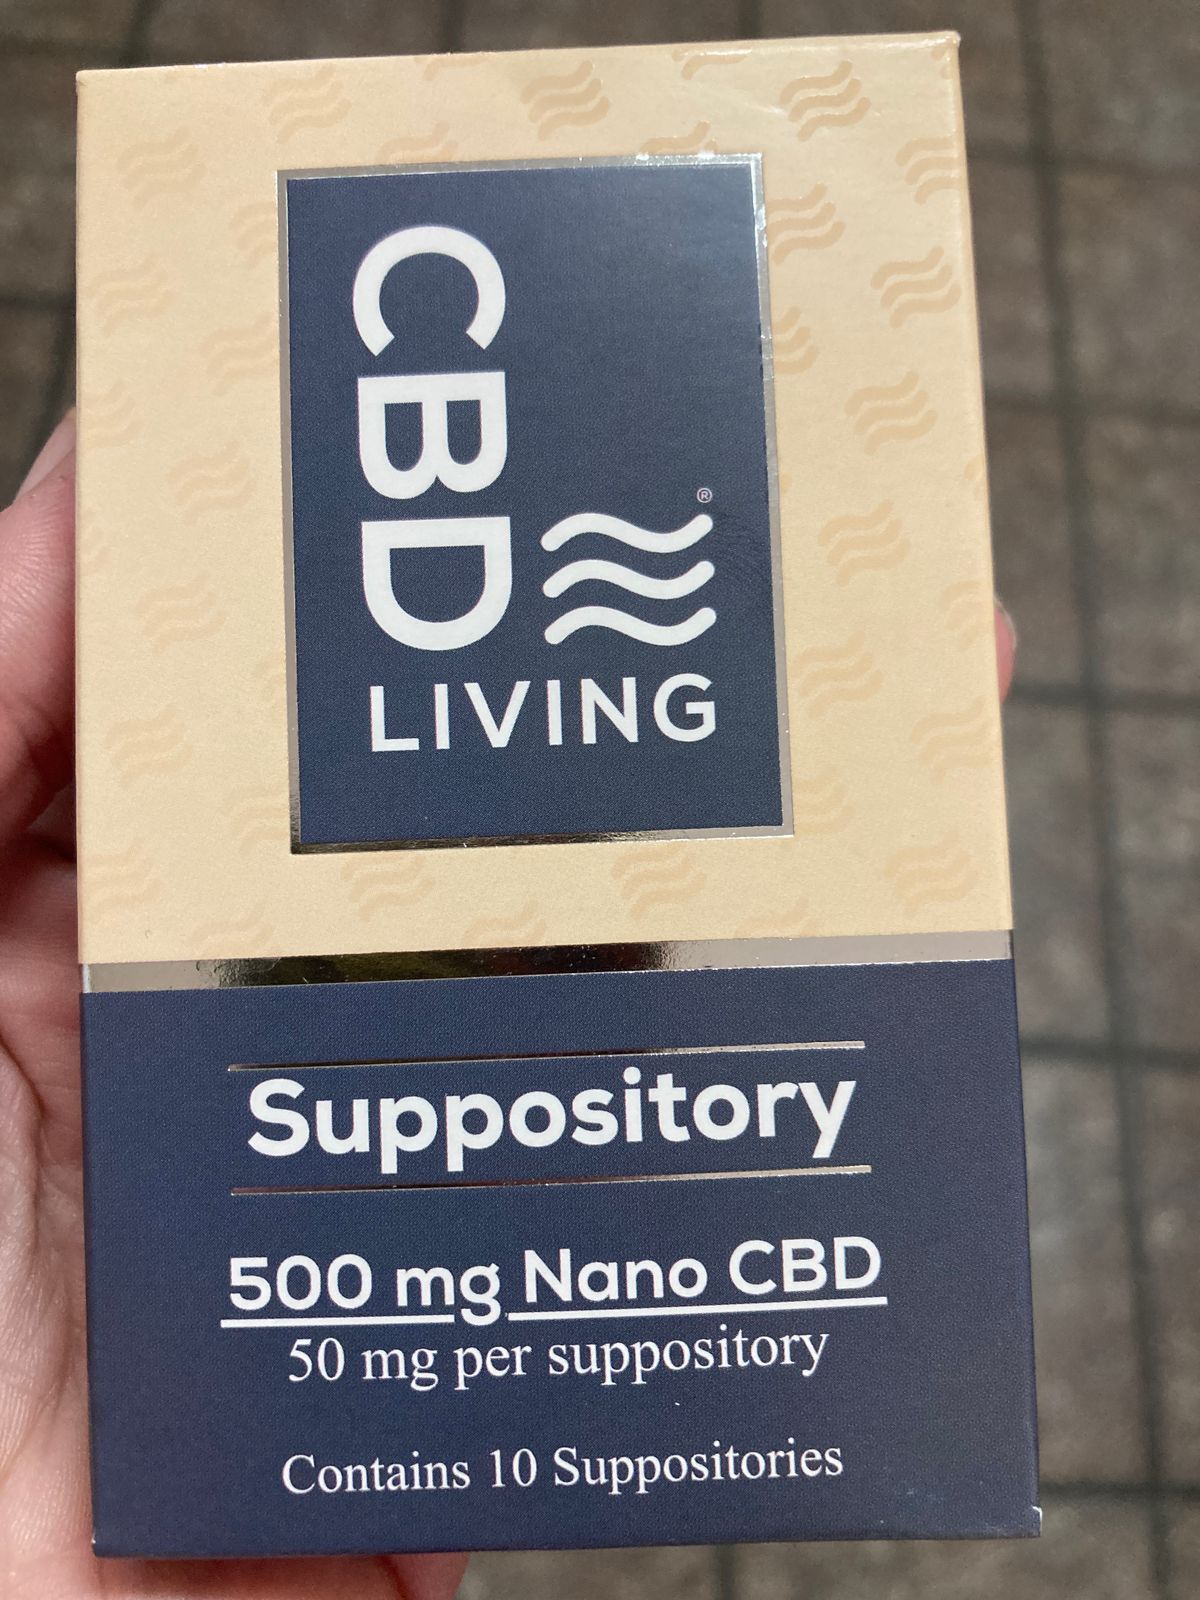 CBD
®
LIVING
Suppository
500 mg Nano CBD
50 mg per suppository
Contains 10 Suppositories